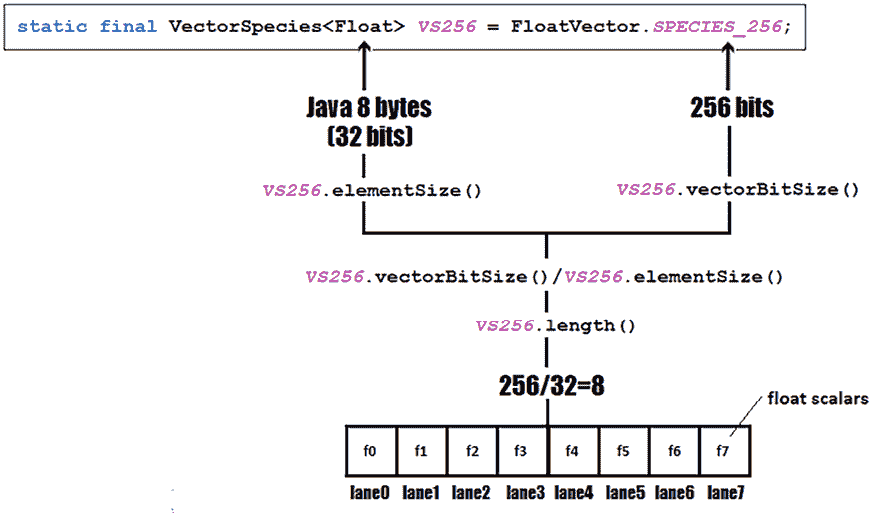 static final VectorSpecies<Float> VS256 = FloatVector.SPECIES_256;
Java 8 bytes
(32 bits)
256 bits
VS256.elementSize()
VS256.vectorBitSize()
VS256.vectorBitSize()/VS256.elementSize()
VS256.length()
256/32=8
float scalars
f0 f1 f2 f3 f4 f5 f6 f7
lane0 lane1 lane2 lane3 lane4 lane5 lane6 lane7